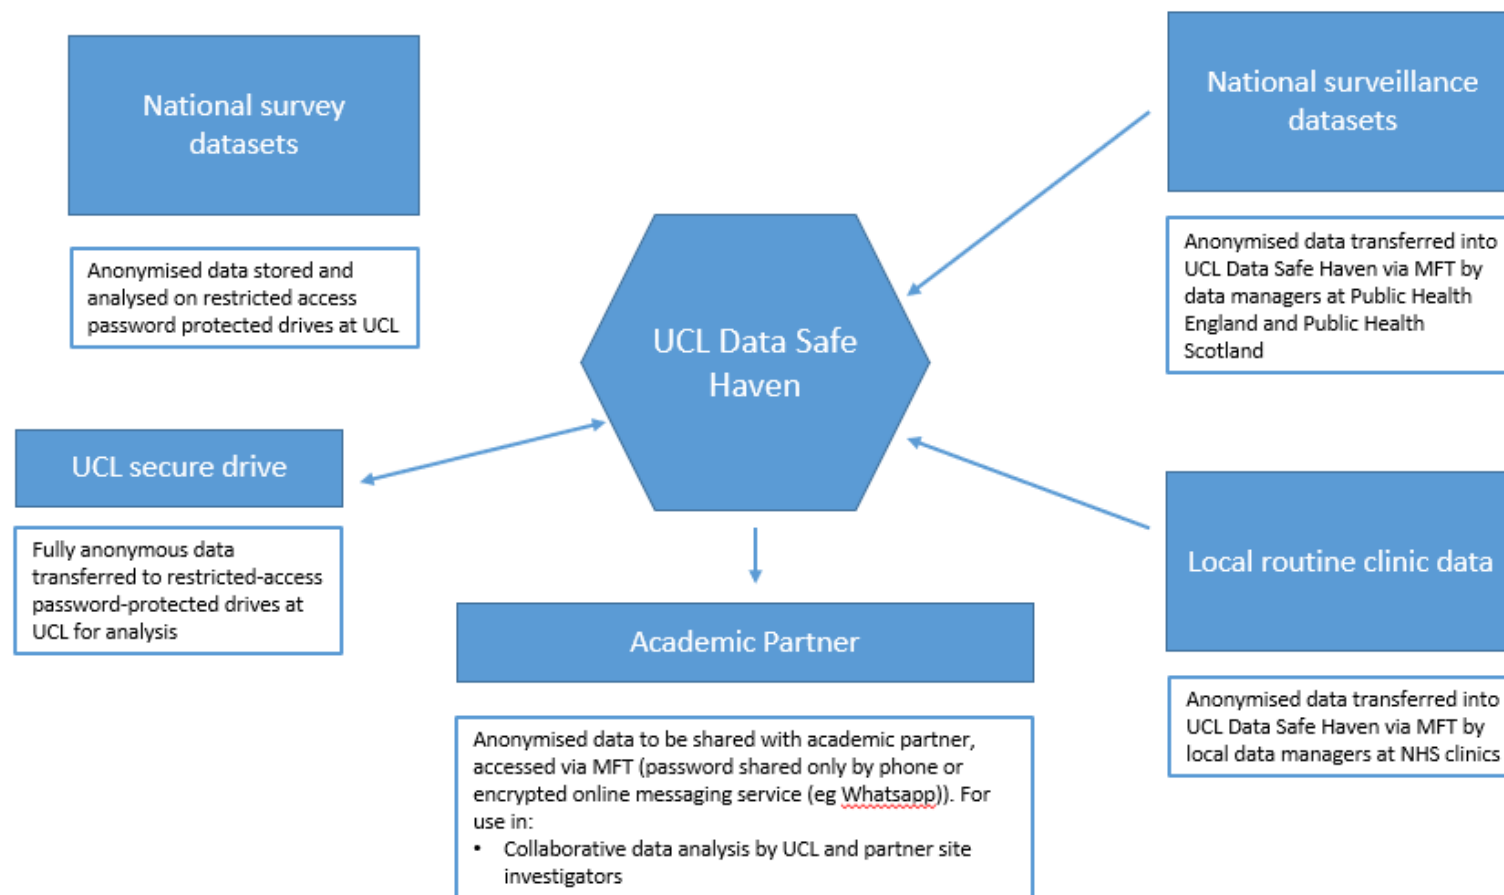 National survey
datasets
Anonymised data stored and
analysed on restricted access
password protected drives at UCL
National surveillance
datasets
Anonymised data transferred into
UCL Data Safe Haven via MFT by
data managers at Public Health
England and Public Health
Scotland
UCL Data Safe
Haven
UCL secure drive
Fully anonymous data
transferred to restricted-access
password-protected drives at
UCL for analysis
Local routine clinic data
Anonymised data transferred into
UCL Data Safe Haven via MFT by
local data managers at NHS clinics
Academic Partner
Anonymised data to be shared with academic partner,
accessed via MFT (password shared only by phone or
encrypted online messaging service (eg Whatsapp)). For
use in:
• Collaborative data analysis by UCL and partner site
investigators